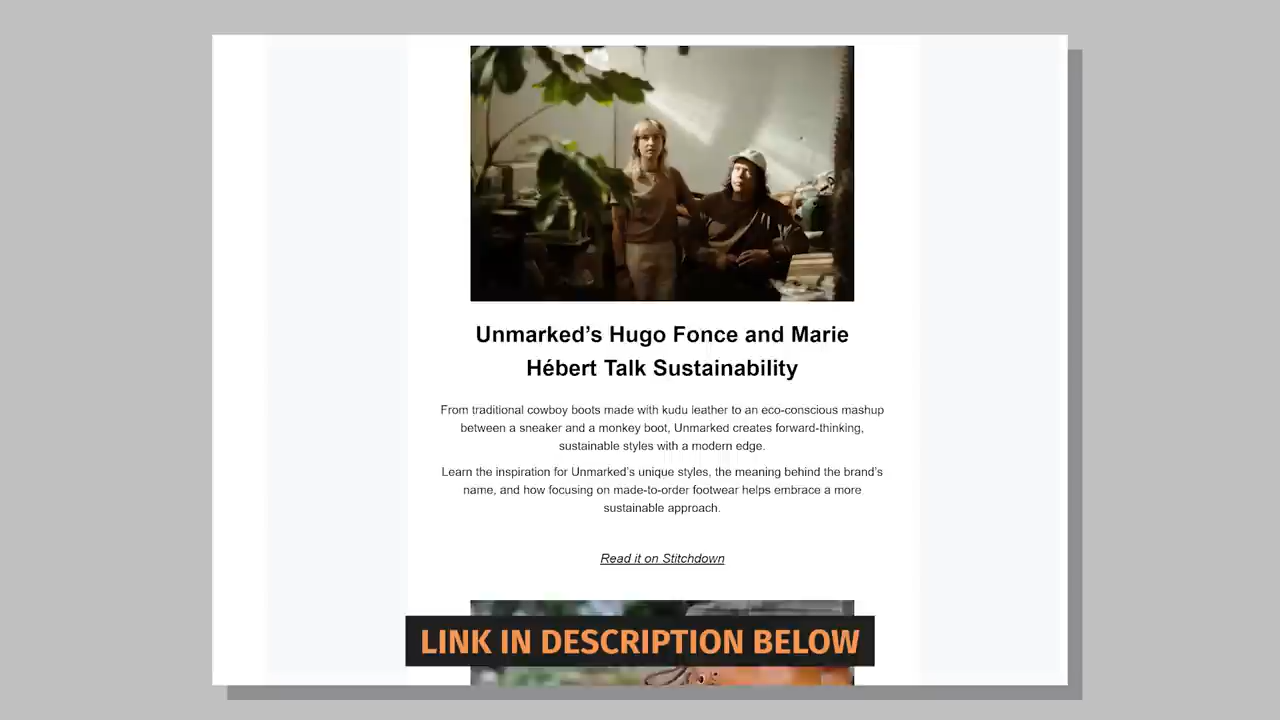 Unmarked’s Hugo Fonce and Marie
Hébert Talk Sustainability
From traditional cowboy boots made with kudu leather to an eco-conscious mashup
between a sneaker and a monkey boot, Unmarked creates forward-thinking,
sustainable styles with a modern edge.
Learn the inspiration for Unmarked’s unique styles, the meaning behind the brand’s
name, and how focusing on made-to-order footwear helps embrace a more
sustainable approach.
Read it on Stitchdown
LINK IN DESCRIPTION BELOW